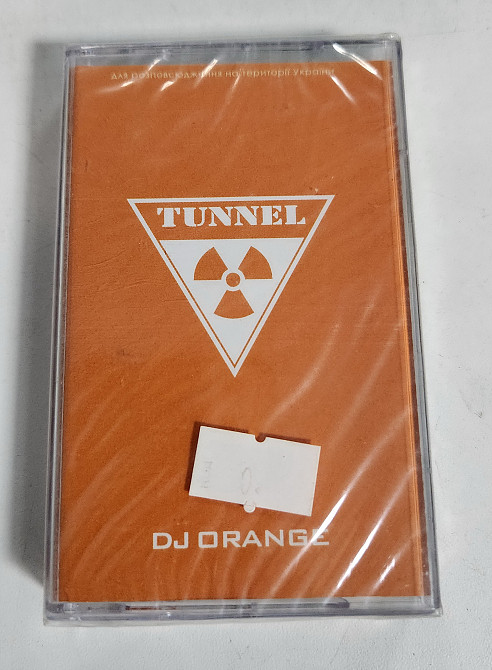 для розповсюдження на території України
TUNNEL
DJ ORANGE